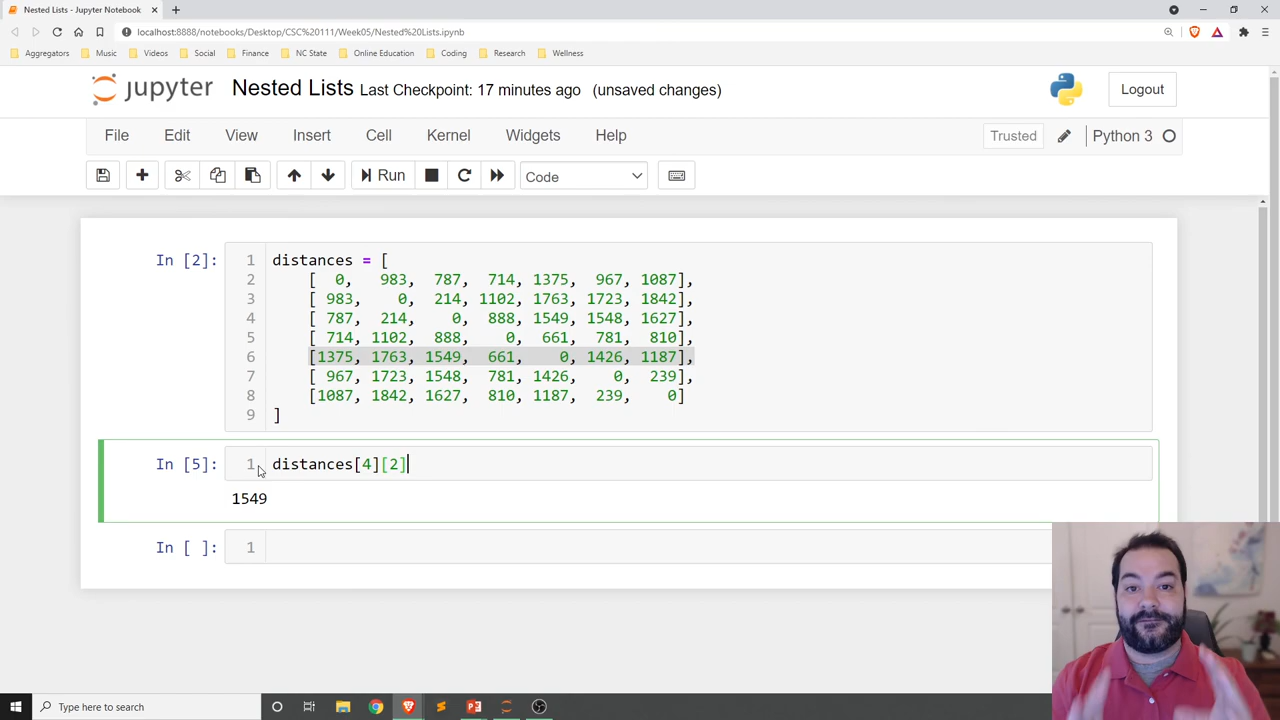 Nested Lists - Jupyter Notebook
localhost:8888/notebooks/Desktop/CSC%20111/Week05/Nested%20Lists.ipynb
Aggregators Music Videos Social Finance NC State Online Education Coding Research Wellness
jupyter Nested Lists Last Checkpoint: 17 minutes ago (unsaved changes) Logout
File Edit View Insert Cell Kernel Widgets Help Trusted Python 3
Run Code
In [2]: 1 distances = [
2 [ 0, 983, 787, 714, 1375, 967, 1087],
3 [ 983, 0, 214, 1102, 1763, 1723, 1842],
4 [ 787, 214, 0, 888, 1549, 1548, 1627],
5 [ 714, 1102, 888, 0, 661, 781, 810],
6 [1375, 1763, 1549, 661, 0, 1426, 1187],
7 [ 967, 1723, 1548, 781, 1426, 0, 239],
8 [1087, 1842, 1627, 810, 1187, 239, 0]
9 ]
In [5]: 1 distances[4][2]
1549
In [ ]: 1
Type here to search